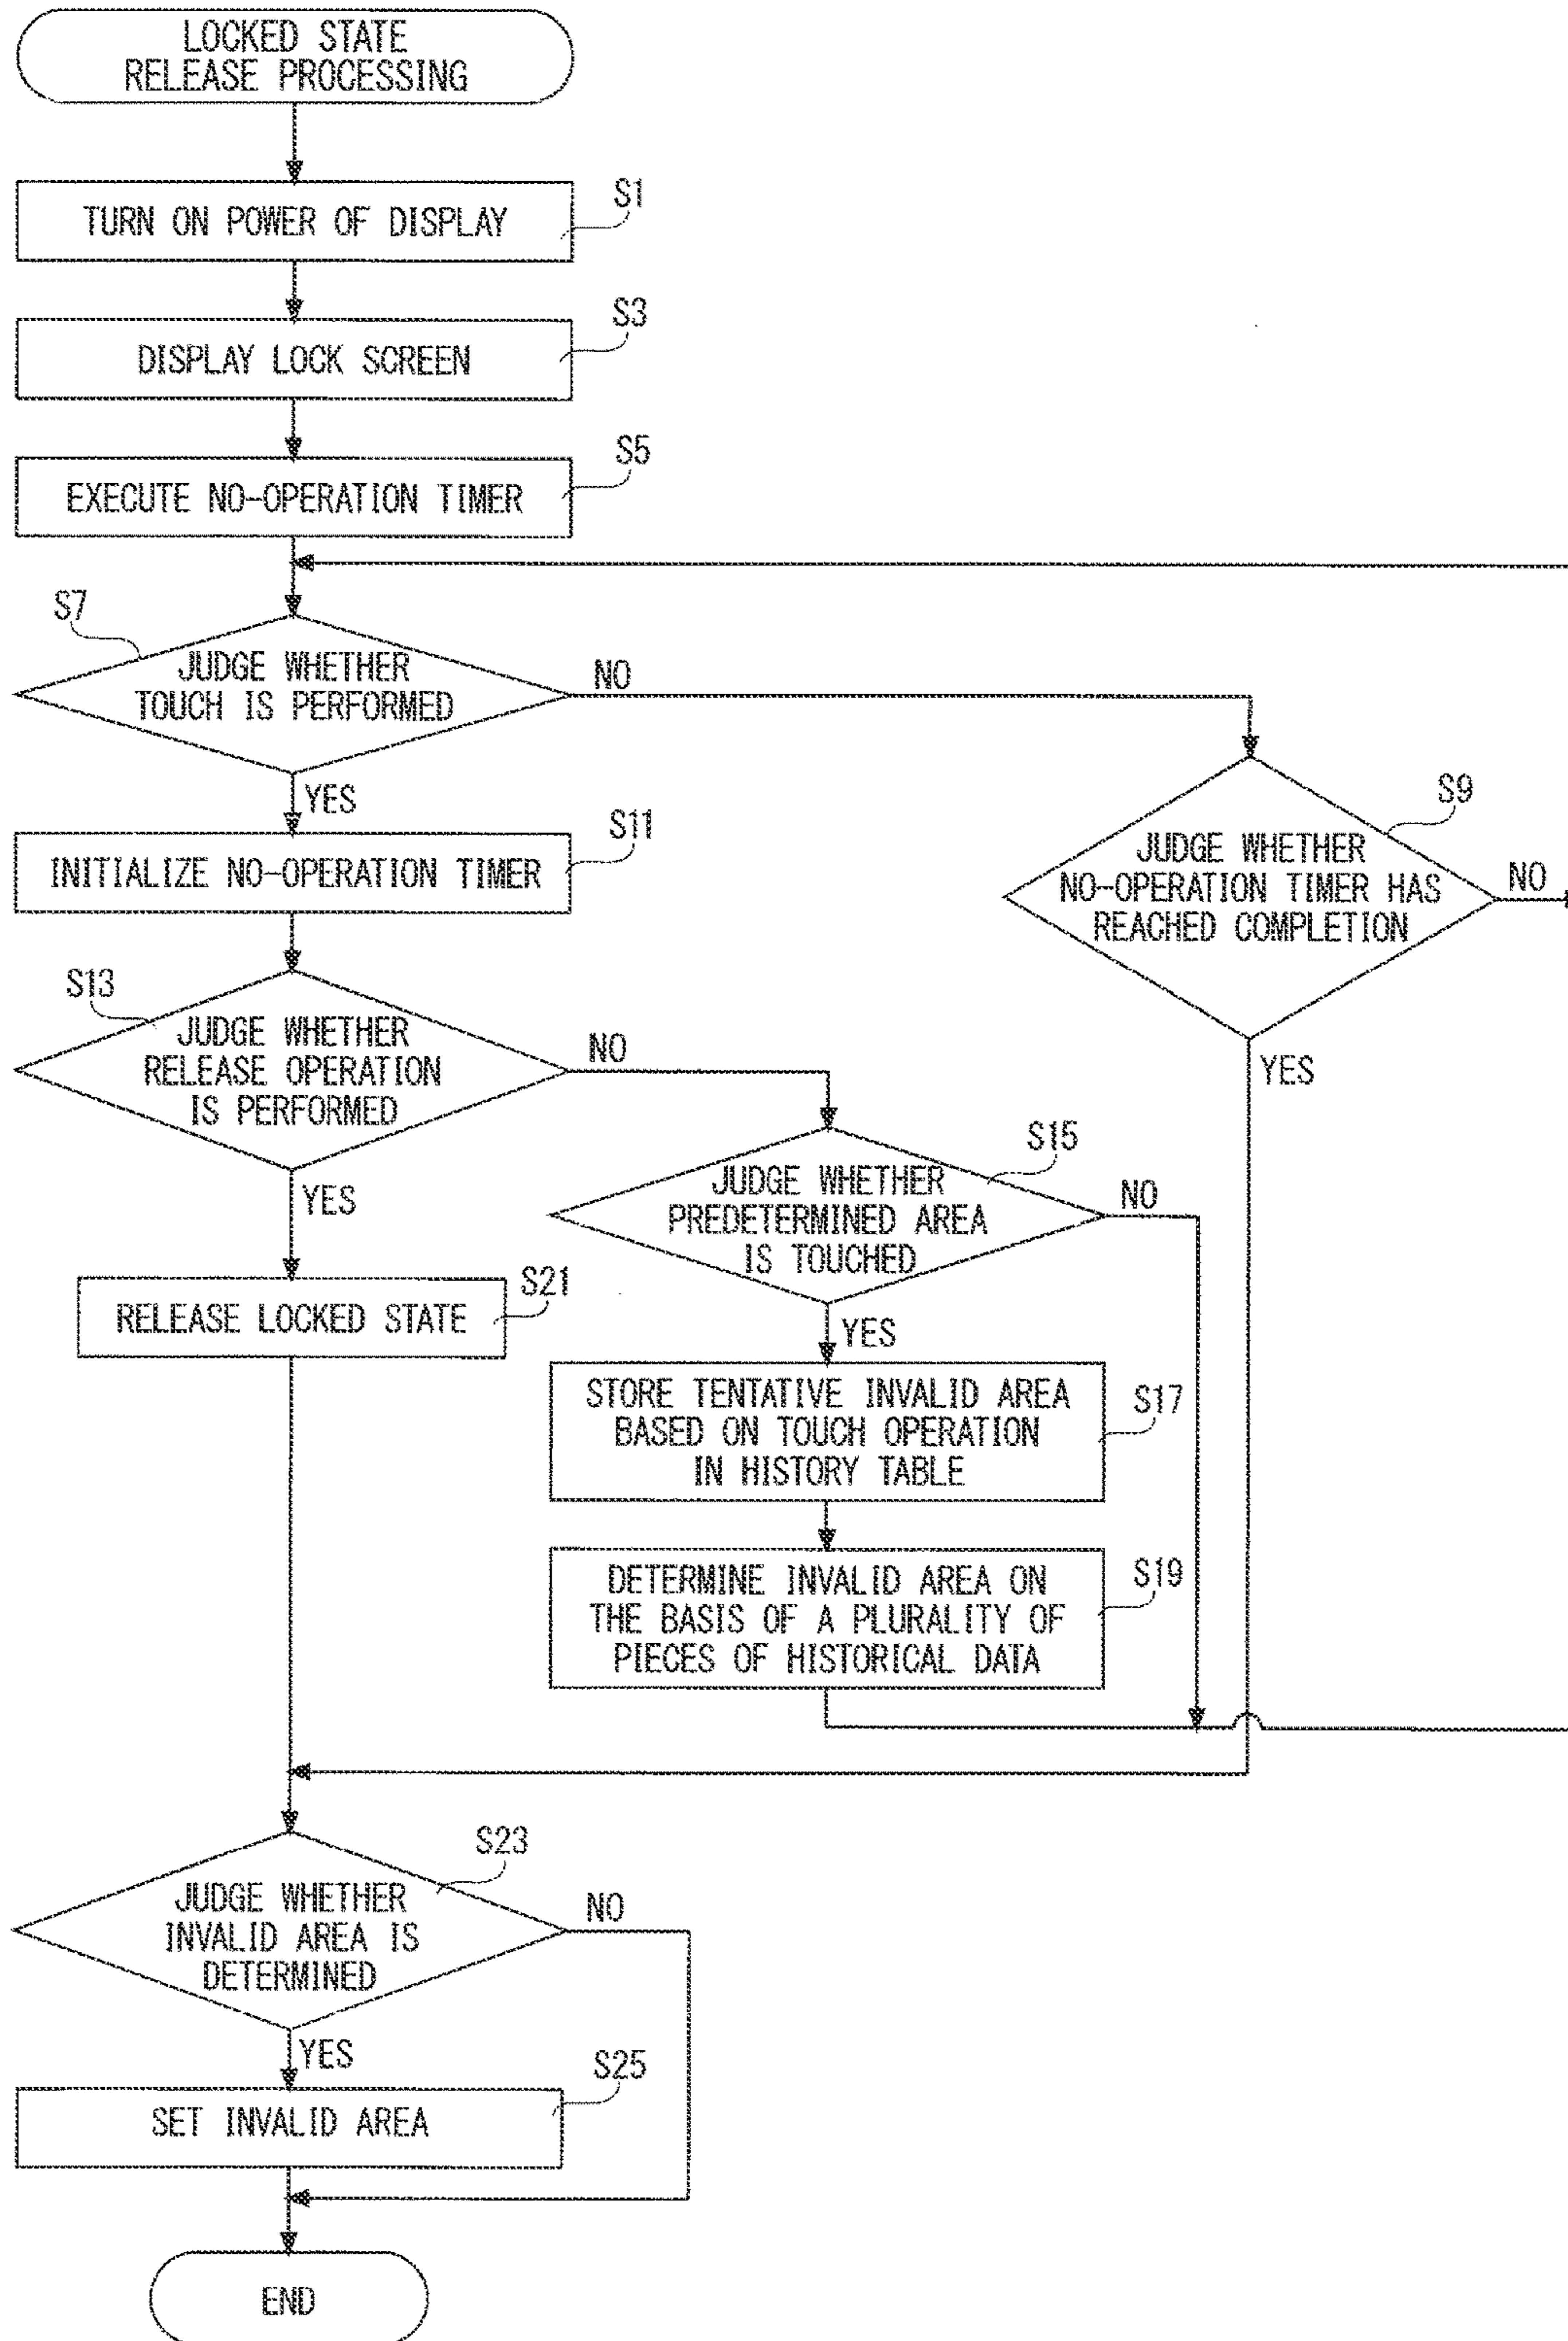 LOCKED STATE
RELEASE PROCESSING
S1
TURN ON POWER OF DISPLAY
S3
DISPLAY LOCK SCREEN
S5
EXECUTE NO-OPERATION TIMER
S7
JUDGE WHETHER
TOUCH IS PERFORMED
NO
YES
S9
JUDGE WHETHER
NO-OPERATION TIMER HAS
REACHED COMPLETION
NO
YES
S11
INITIALIZE NO-OPERATION TIMER
S13
JUDGE WHETHER
RELEASE OPERATION
IS PERFORMED
NO
YES
S15
JUDGE WHETHER
PREDETERMINED AREA
IS TOUCHED
NO
YES
S21
RELEASE LOCKED STATE
S17
STORE TENTATIVE INVALID AREA
BASED ON TOUCH OPERATION
IN HISTORY TABLE
S19
DETERMINE INVALID AREA ON
THE BASIS OF A PLURALITY OF
PIECES OF HISTORICAL DATA
S23
JUDGE WHETHER
INVALID AREA IS
DETERMINED
NO
YES
S25
SET INVALID AREA
END